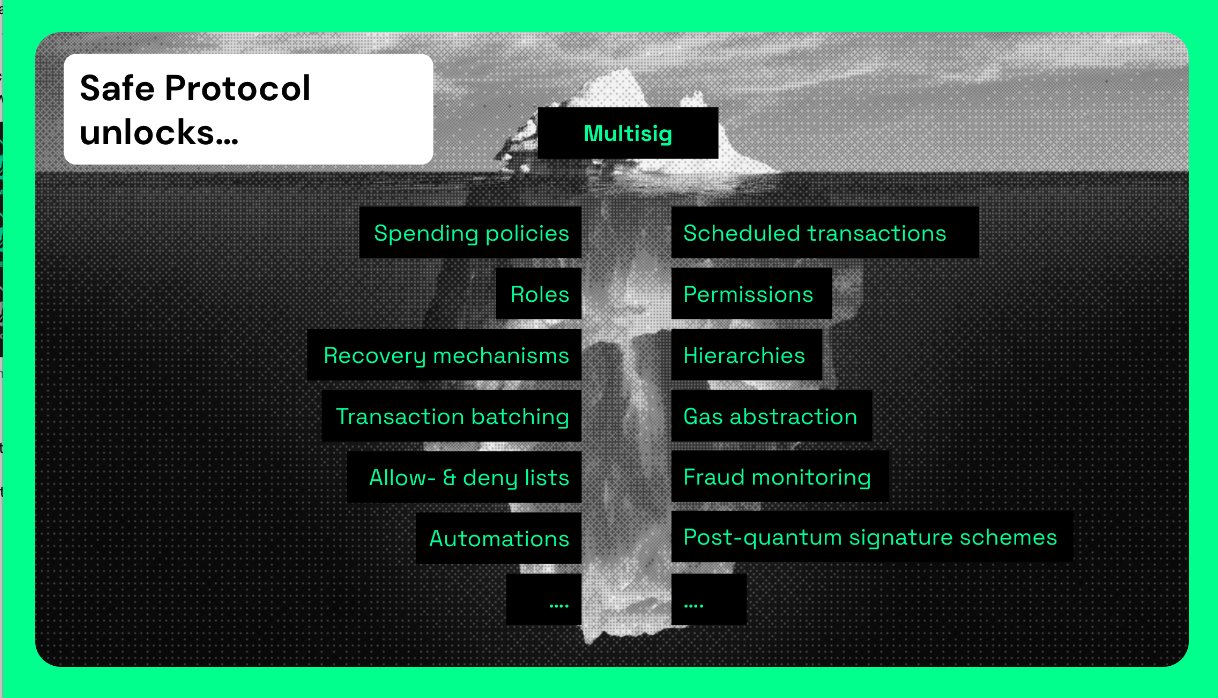 Safe Protocol
unlocks...
Multisig
Spending policies
Scheduled transactions
Roles
Permissions
Recovery mechanisms
Hierarchies
Transaction batching
Gas abstraction
Allow- & deny lists
Fraud monitoring
Automations
Post-quantum signature schemes
....
....